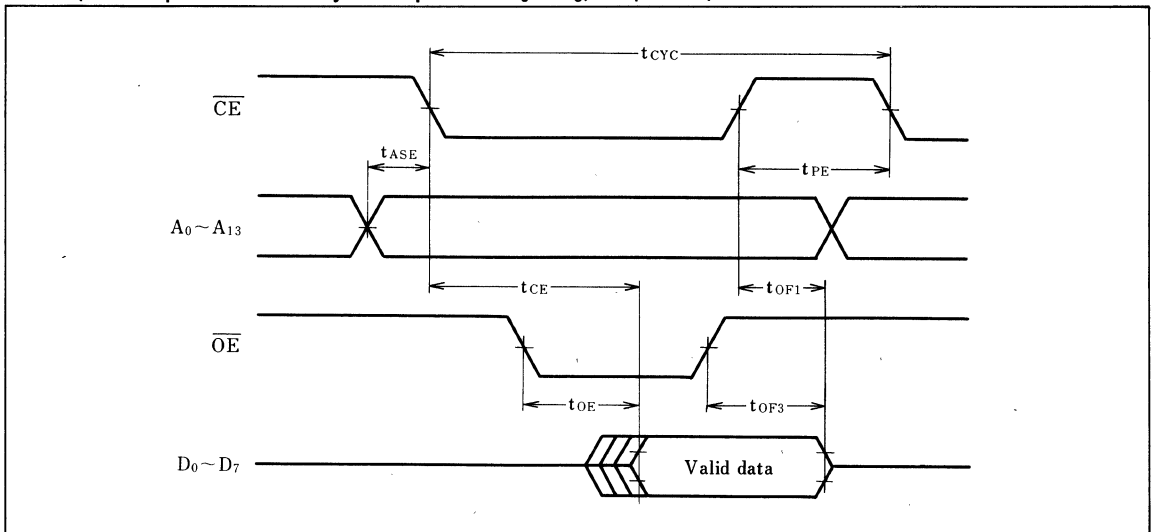 tCYC
CE
tASE
tPE
A0~A13
tCE
tOF1
OE
tOE
tOF3
D0~D7
Valid data